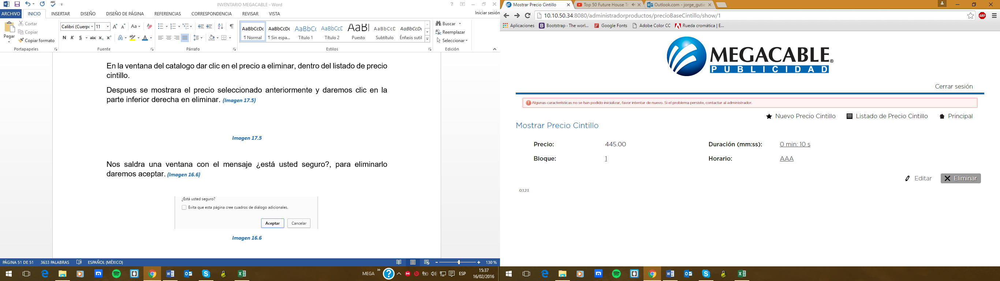 INVENTARIO MEGACABLE - Word
ARCHIVO INICIO INSERTAR DISEÑO DISEÑO DE PÁGINA REFERENCIAS CORRESPONDENCIA REVISAR VISTA Iniciar sesión
Pegar
Cortar
Copiar
Copiar formato
Portapapeles
Calibri (Cuerpo 11
Fuente
Párrafo
AaBbCcDc AaBbCcDc AaBbCc AaBbCcD AaBl AaBbCcD AaBbCcDc
¶ Normal ¶ Sin espa... Título 1 Título 2 Puesto Subtítulo Énfasis sutil
Estilos
Buscar
Reemplazar
Seleccionar
Edición
En la ventana del catalogo dar clic en el precio a eliminar, dentro del listado de precio
cintillo.
Despues se mostrara el precio seleccionado anteriormente y daremos clic en la
parte inferior derecha en eliminar. (Imagen 17.5)
Imagen 17.5
Nos saldra una ventana con el mensaje ¿está usted seguro?, para eliminarlo
daremos aceptar. (Imagen 16.6)
¿Está usted seguro?
Evita que esta página cree cuadros de diálogo adicionales.
Aceptar Cancelar
Imagen 16.6
PÁGINA 51 DE 51 3633 PALABRAS ESPAÑOL (MÉXICO) 130 %
MEGA ESP 15:37
16/02/2016
Mostrar Precio Cintillo Top 50 Future House Tr Outlook.com - jorge_gutie
10.10.50.34:8080/administradorproductos/precioBaseCintillo/show/1
Aplicaciones Bootstrap · The worl... Google Fonts Adobe Color CC Rueda cromática | E...
MEGACABLE®
PUBLICIDAD
Cerrar sesión
Algunas características no se han podido inicializar, favor intentar de nuevo. Si el problema persiste, contactar al administrador.
Nuevo Precio Cintillo Listado de Precio Cintillo Principal
Mostrar Precio Cintillo
Precio: 445.00 Duración (mm:ss): 0 min: 10 s
Bloque: 1 Horario: AAA
Editar Eliminar
0.1.23